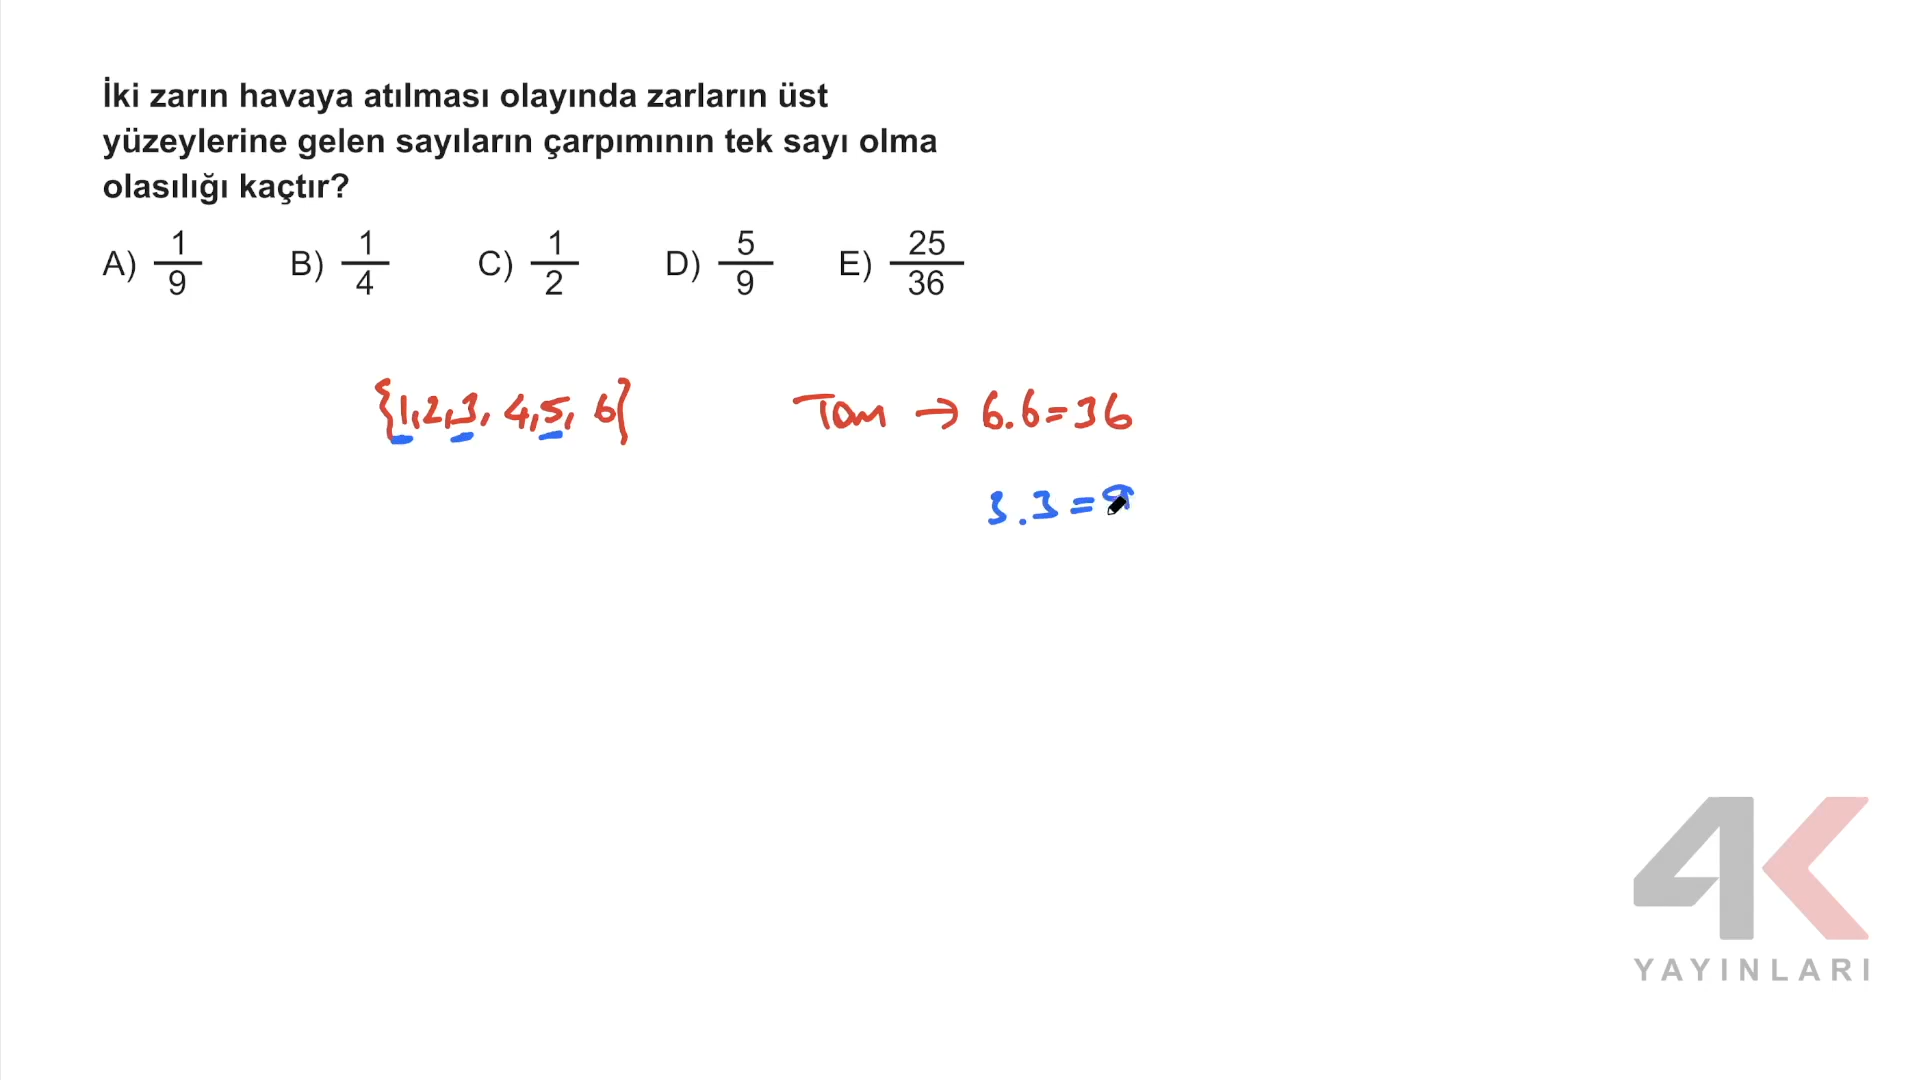 İki zarın havaya atılması olayında zarların üst
yüzeylerine gelen sayıların çarpımının tek sayı olma
olasılığı kaçtır?
A) 1/9 B) 1/4 C) 1/2 D) 5/9 E) 25/36
{1,2,3, 4,5, 6} Tüm → 6.6=36
3.3=9
4K
YAYINLARI